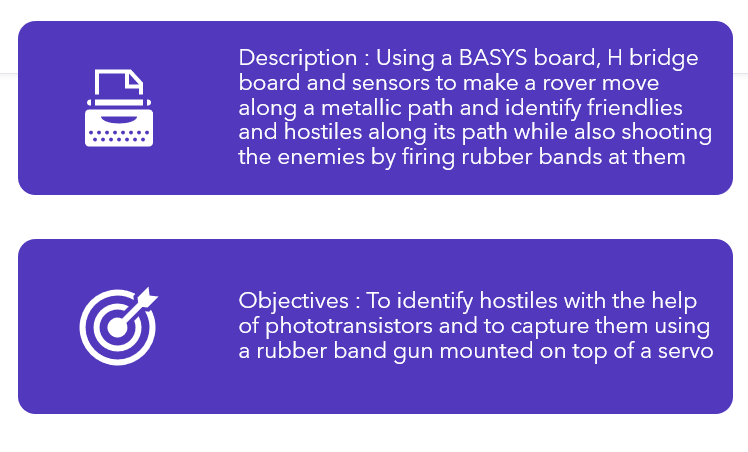 Description : Using a BASYS board, H bridge
board and sensors to make a rover move
along a metallic path and identify friendlies
and hostiles along its path while also shooting
the enemies by firing rubber bands at them
Objectives : To identify hostiles with the help
of phototransistors and to capture them using
a rubber band gun mounted on top of a servo